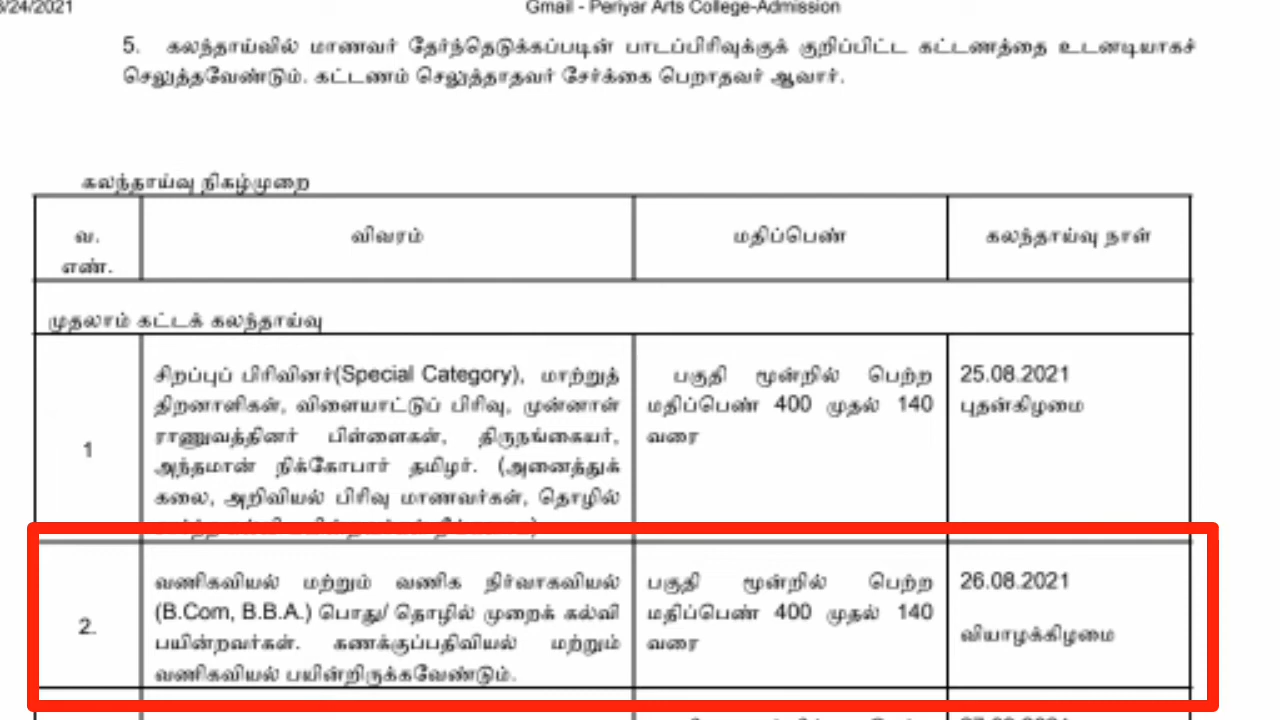 8/24/2021 Gmail - Periyar Arts College-Admission
5. கலந்தாய்வில் மாணவர் தேர்ந்தெடுக்கப்படின் பாடப்பிரிவுக்குக் குறிப்பிட்ட கட்டணத்தை உடனடியாகச்
செலுத்தவேண்டும். கட்டணம் செலுத்தாதவர் சேர்க்கை பெறாதவர் ஆவார்.
கலந்தாய்வு நிகழ்முறை
வ. எண்.
விவரம்
மதிப்பெண்
கலந்தாய்வு நாள்
முதலாம் கட்டக் கலந்தாய்வு
1
சிறப்புப் பிரிவினர்(Special Category), மாற்றுத்
திறனாளிகள், விளையாட்டுப் பிரிவு, முன்னாள்
ராணுவத்தினர் பிள்ளைகள், திருநங்கையர்,
அந்தமான் நிக்கோபார் தமிழர். (அனைத்துக்
கலை, அறிவியல் பிரிவு மாணவர்கள், தொழில்
பகுதி மூன்றில் பெற்ற
மதிப்பெண் 400 முதல் 140
வரை
25.08.2021
புதன்கிழமை
2.
வணிகவியல் மற்றும் வணிக நிர்வாகவியல்
(B.Com, B.B.A.) பொது/ தொழில் முறைக் கல்வி
பயின்றவர்கள். கணக்குப்பதிவியல் மற்றும்
வணிகவியல் பயின்றிருக்கவேண்டும்.
பகுதி மூன்றில் பெற்ற
மதிப்பெண் 400 முதல் 140
வரை
26.08.2021
வியாழக்கிழமை